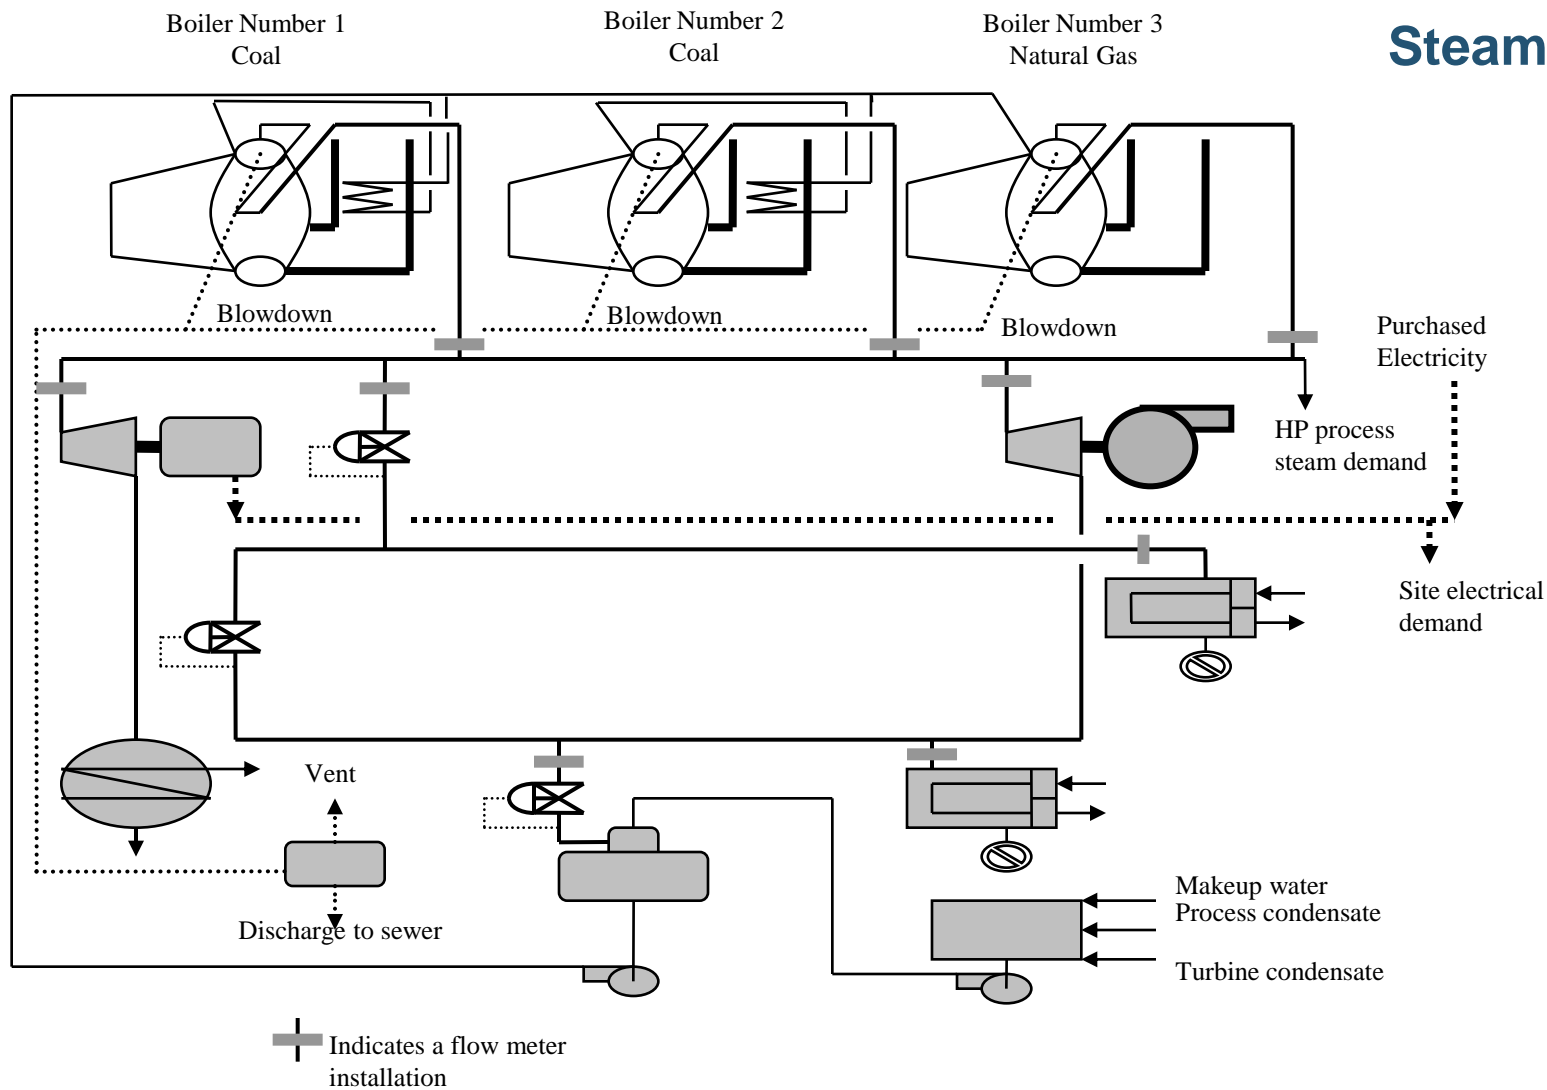 Boiler Number 1
Coal
Boiler Number 2
Coal
Boiler Number 3
Natural Gas
Steam
Blowdown
Blowdown
Blowdown
Purchased
Electricity
HP process
steam demand
Site electrical
demand
Vent
Discharge to sewer
Makeup water
Process condensate
Turbine condensate
Indicates a flow meter
installation